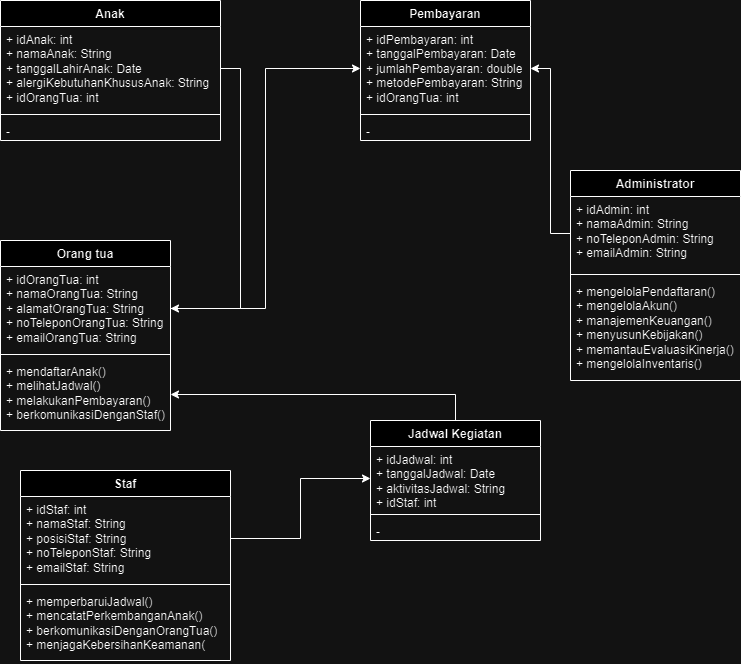 Anak
+ idAnak: int
+ namaAnak: String
+ tanggalLahirAnak: Date
+ alergiKebutuhanKhususAnak: String
+ idOrangTua: int
-
Pembayaran
+ idPembayaran: int
+ tanggalPembayaran: Date
+ jumlahPembayaran: double
+ metodePembayaran: String
+ idOrangTua: int
-
Administrator
+ idAdmin: int
+ namaAdmin: String
+ noTeleponAdmin: String
+ emailAdmin: String
+ mengelolaPendaftaran()
+ mengelolaAkun()
+ manajemenKeuangan()
+ menyusunKebijakan()
+ memantauEvaluasiKinerja()
+ mengelolaInventaris()
Orang tua
+ idOrangTua: int
+ namaOrangTua: String
+ alamatOrangTua: String
+ noTeleponOrangTua: String
+ emailOrangTua: String
+ mendaftarAnak()
+ melihatJadwal()
+ melakukanPembayaran()
+ berkomunikasiDenganStaf()
Jadwal Kegiatan
+ idJadwal: int
+ tanggalJadwal: Date
+ aktivitasJadwal: String
+ idStaf: int
-
Staf
+ idStaf: int
+ namaStaf: String
+ posisiStaf: String
+ noTeleponStaf: String
+ emailStaf: String
+ memperbaruiJadwal()
+ mencatatPerkembanganAnak()
+ berkomunikasiDenganOrangTua()
+ menjagaKebersihanKeamanan(